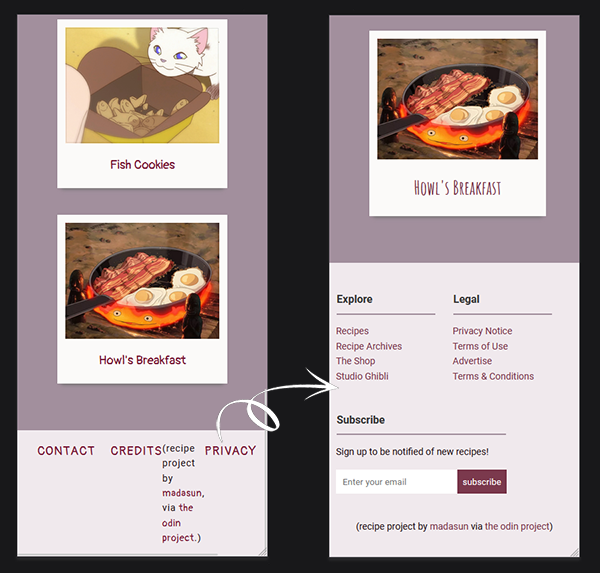 Fish Cookies
Howl's Breakfast
CONTACT
CREDITS
(recipe
project
by
madasun,
via the
odin
project.)
PRIVACY
Howl's Breakfast
Explore
Recipes
Recipe Archives
The Shop
Studio Ghibli
Legal
Privacy Notice
Terms of Use
Advertise
Terms & Conditions
Subscribe
Sign up to be notified of new recipes!
Enter your email
subscribe
(recipe project by madasun via the odin project)